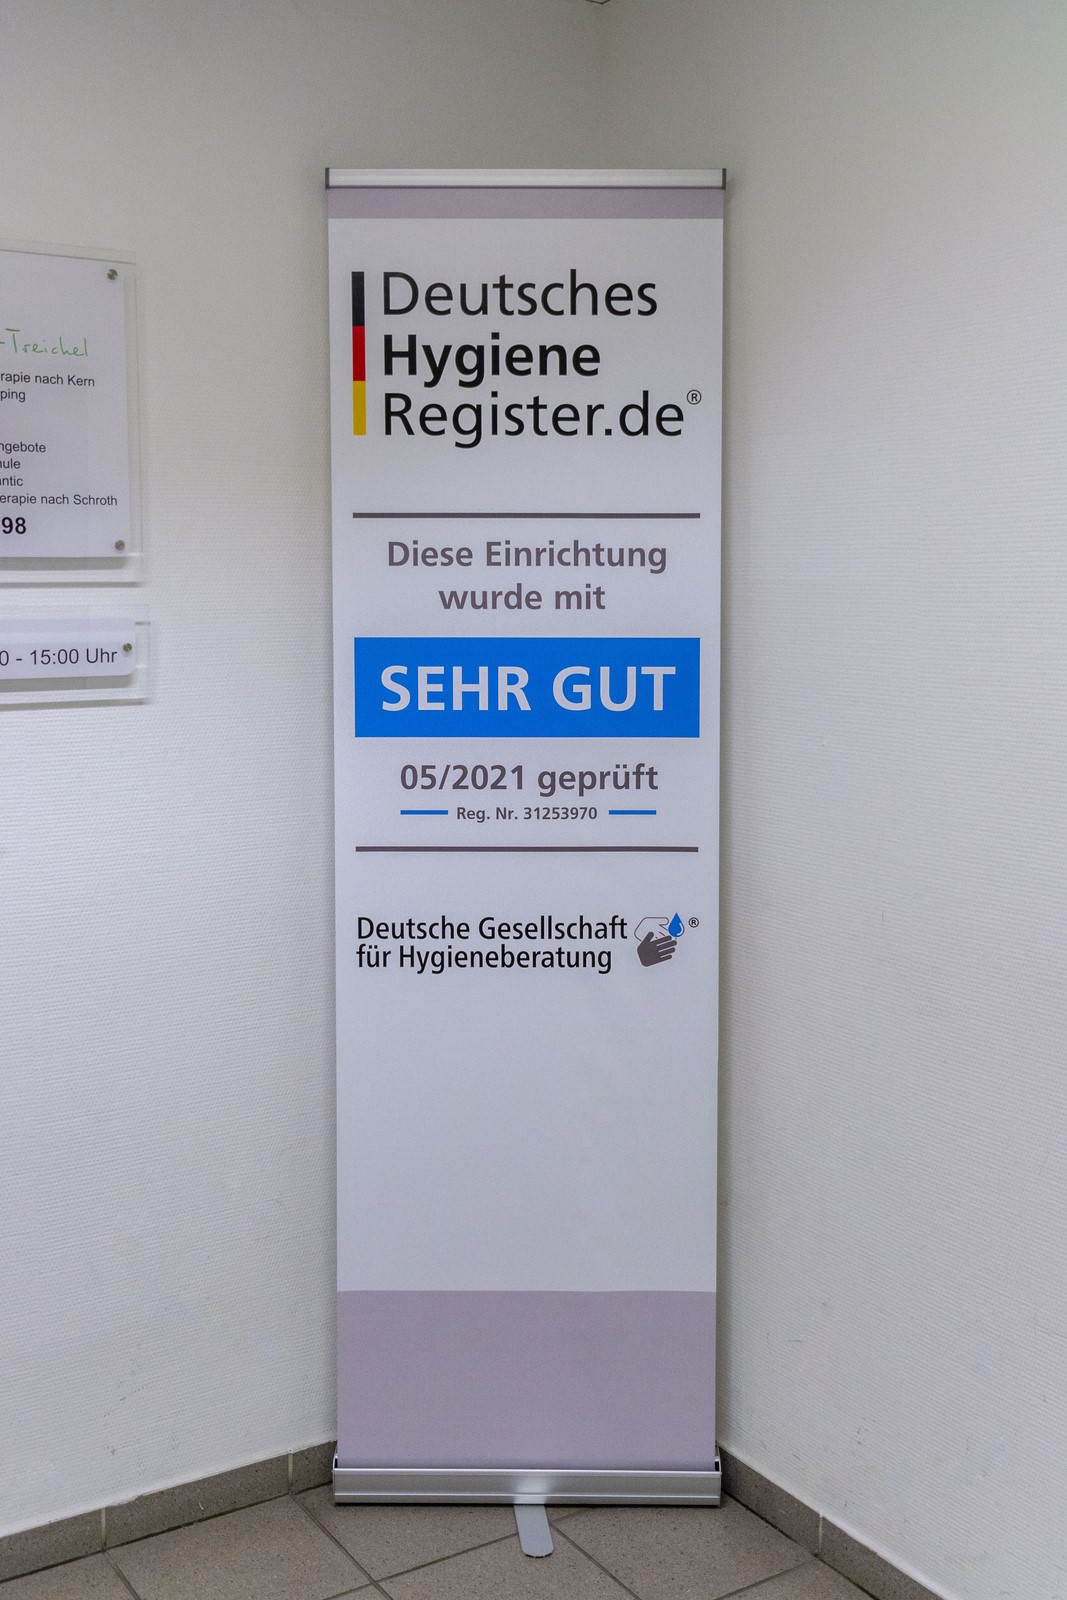 -Treichel
rapie nach Kern
ping
ngebote
hule
ntic
erapie nach Schroth
98
0 - 15:00 Uhr
Deutsches
Hygiene
Register.de®
Diese Einrichtung
wurde mit
SEHR GUT
05/2021 geprüft
Reg. Nr. 31253970
Deutsche Gesellschaft ®
für Hygieneberatung